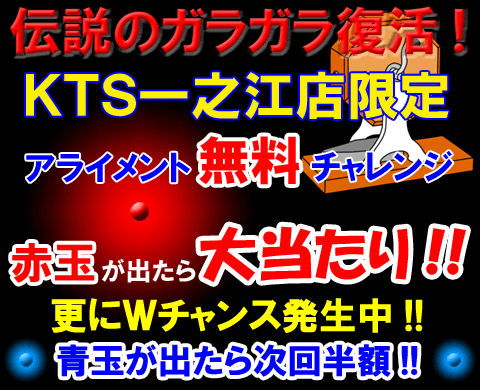 伝説のガラガラ復活！
KTS一之江店限定
アライメント無料チャレンジ
赤玉が出たら大当たり!!
更にWチャンス発生中!!
青玉が出たら次回半額!!